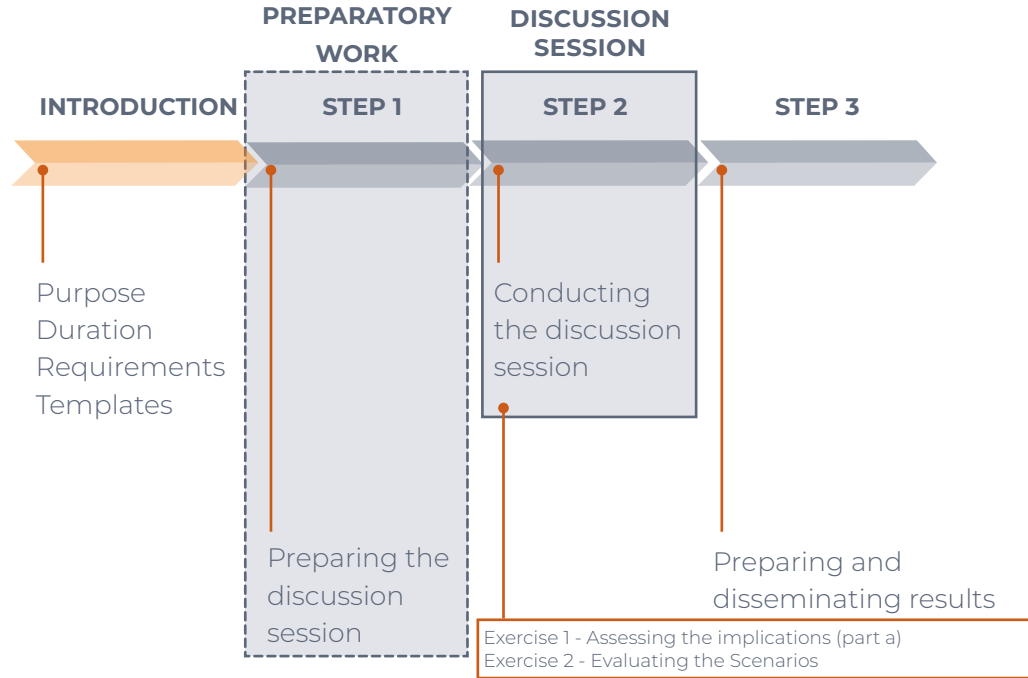 PREPARATORY
WORK
DISCUSSION
SESSION
INTRODUCTION
STEP 1
STEP 2
STEP 3
Purpose
Duration
Requirements
Templates
Preparing the
discussion
session
Conducting
the discussion
session
Preparing and
disseminating results
Exercise 1 - Assessing the implications (part a)
Exercise 2 - Evaluating the Scenarios